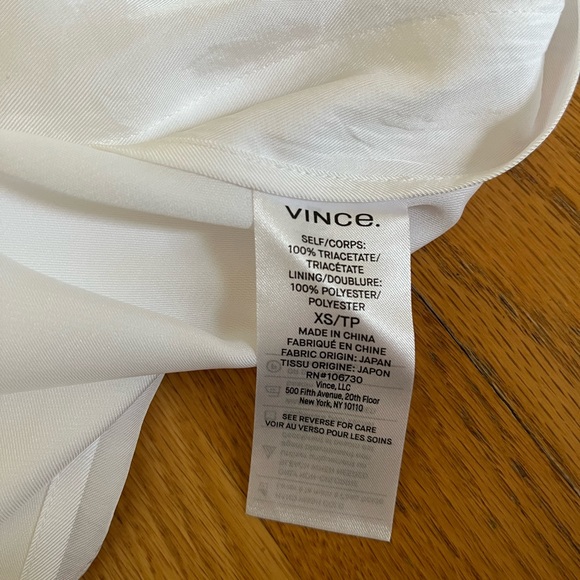 VINCe.
SELF/CORPS:
100% TRIACETATE/
TRIACÉTATE
LINING/DOUBLURE:
100% POLYESTER/
POLYESTER
XS/TP
MADE IN CHINA
FABRIQUÉ EN CHINE
FABRIC ORIGIN: JAPAN
TISSU ORIGINE: JAPON
RN#106730
Vince, LLC
500 Fifth Avenue, 20th Floor
New York, NY 10110
SEE REVERSE FOR CARE
VOIR AU VERSO POUR LES SOINS